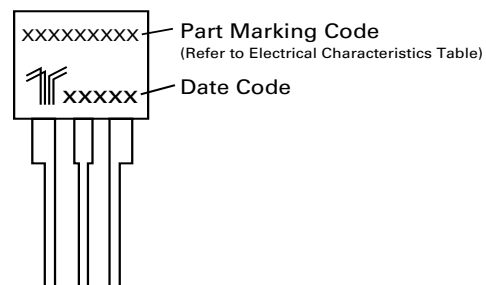 xxxxxxxxx
Part Marking Code
(Refer to Electrical Characteristics Table)
xxxxx
Date Code